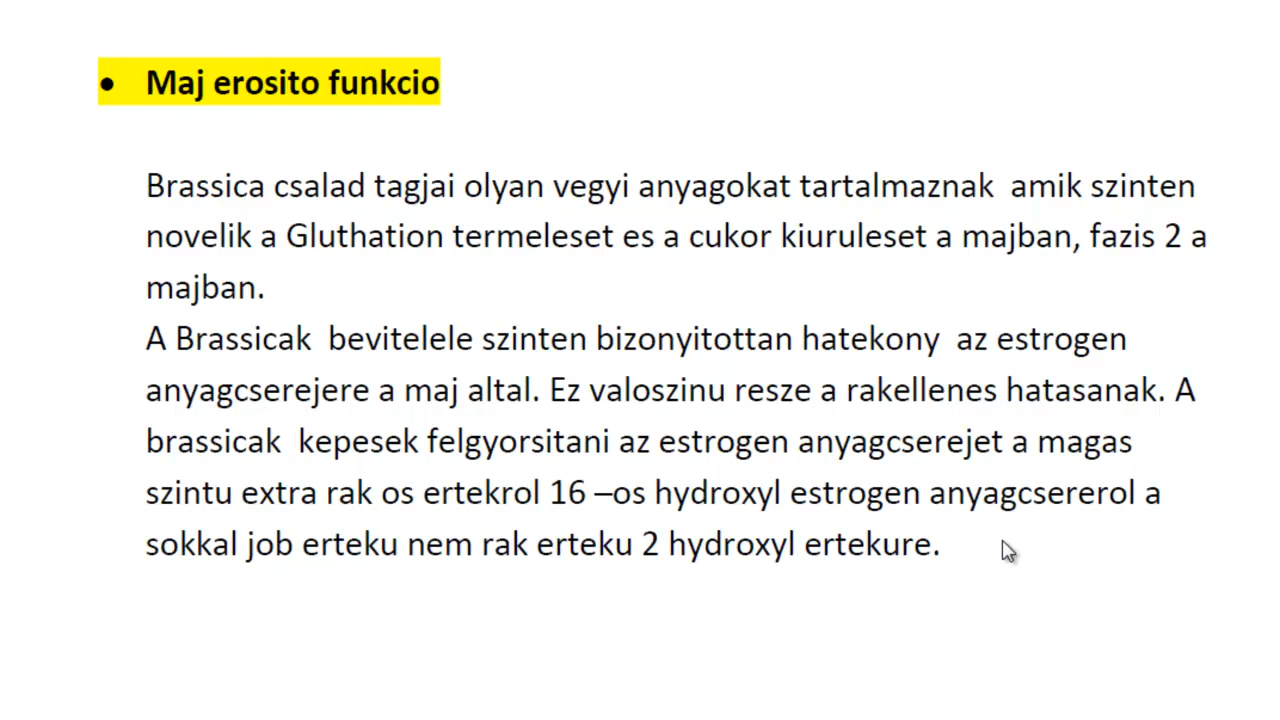 • Maj erosito funkcio
Brassica csalad tagjai olyan vegyi anyagokat tartalmaznak  amik szinten
novelik a Gluthation termeleset es a cukor kiuruleset a majban, fazis 2 a
majban.
A Brassicak  bevitelele szinten bizonyitottan hatekony  az estrogen
anyagcserejere a maj altal. Ez valoszinu resze a rakellenes hatasanak. A
brassicak  kepesek felgyorsitani az estrogen anyagcserejet a magas
szintu extra rak os ertekrol 16 –os hydroxyl estrogen anyagcsererol a
sokkal job erteku nem rak erteku 2 hydroxyl ertekure.